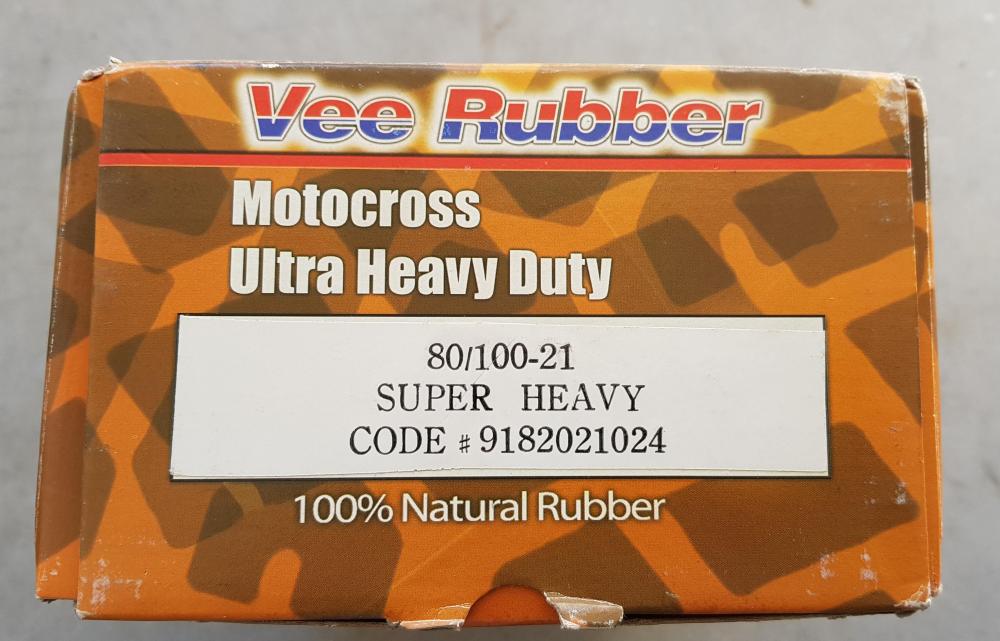 Vee Rubber
Motocross
Ultra Heavy Duty
80/100-21
SUPER HEAVY
CODE # 9182021024
100% Natural Rubber